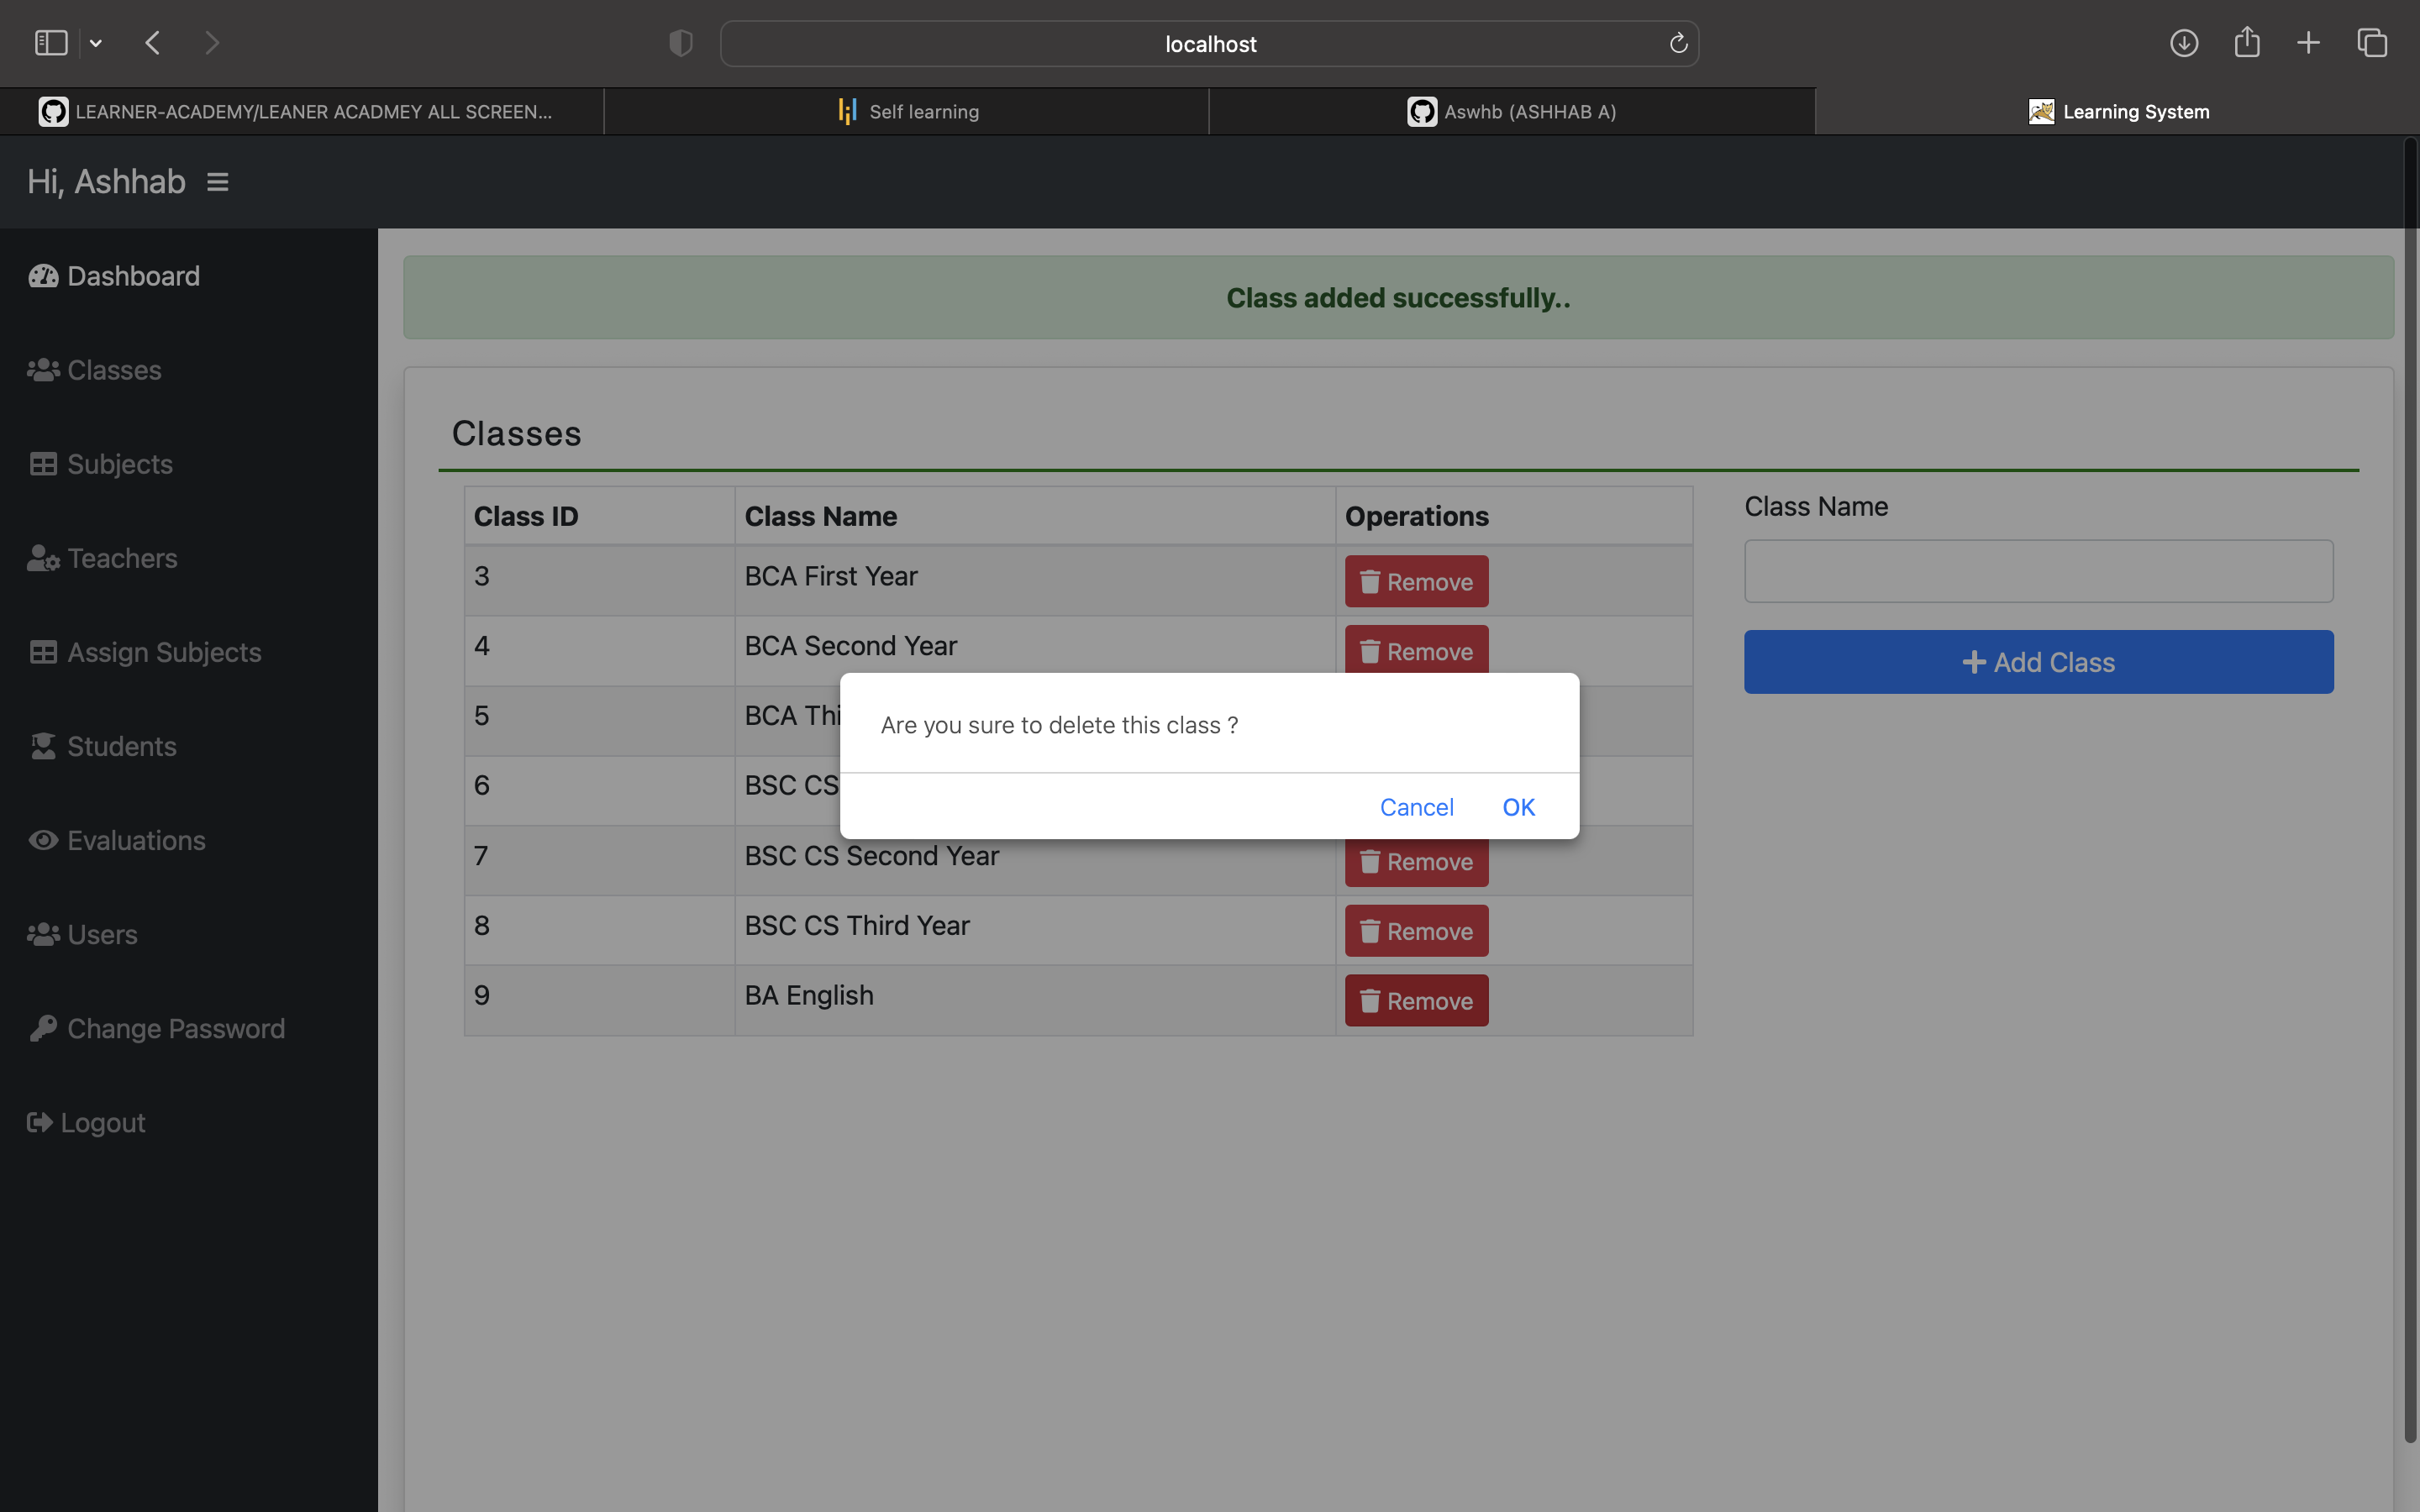 localhost
LEARNER-ACADEMY/LEANER ACADMEY ALL SCREEN...
Self learning
Aswhb (ASHHAB A)
Learning System
Hi, Ashhab
Dashboard
Classes
Subjects
Teachers
Assign Subjects
Students
Evaluations
Users
Change Password
Logout
Class added successfully..
Classes
Class ID Class Name Operations
3 BCA First Year Remove
4 BCA Second Year Remove
5 BCA Thi
6 BSC CS
7 BSC CS Second Year Remove
8 BSC CS Third Year Remove
9 BA English Remove
Class Name
Add Class
Are you sure to delete this class ?
Cancel OK